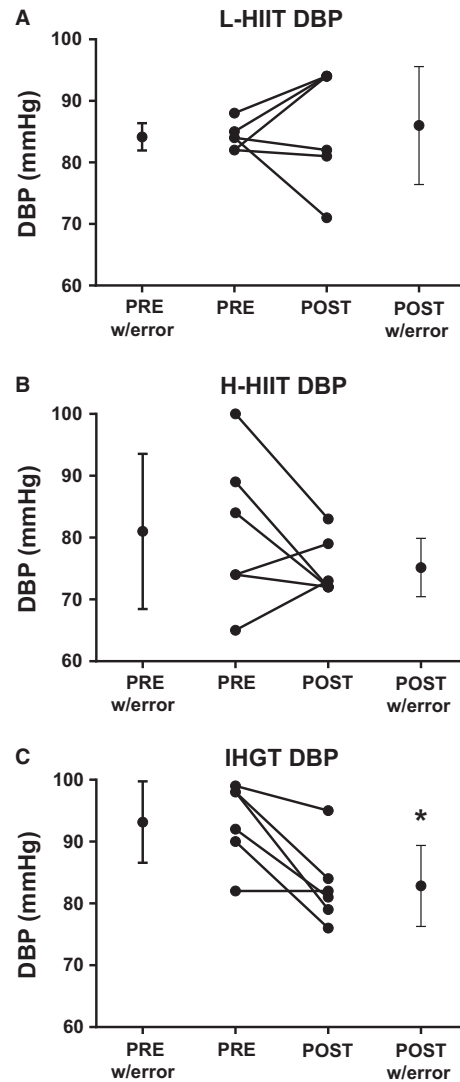 A
L-HIIT DBP
DBP (mmHg)
100
90
80
70
60
PRE
w/error
PRE
POST
POST
w/error
B
H-HIIT DBP
DBP (mmHg)
100
90
80
70
60
PRE
w/error
PRE
POST
POST
w/error
C
IHGT DBP
DBP (mmHg)
100
90
80
70
60
*
PRE
w/error
PRE
POST
POST
w/error